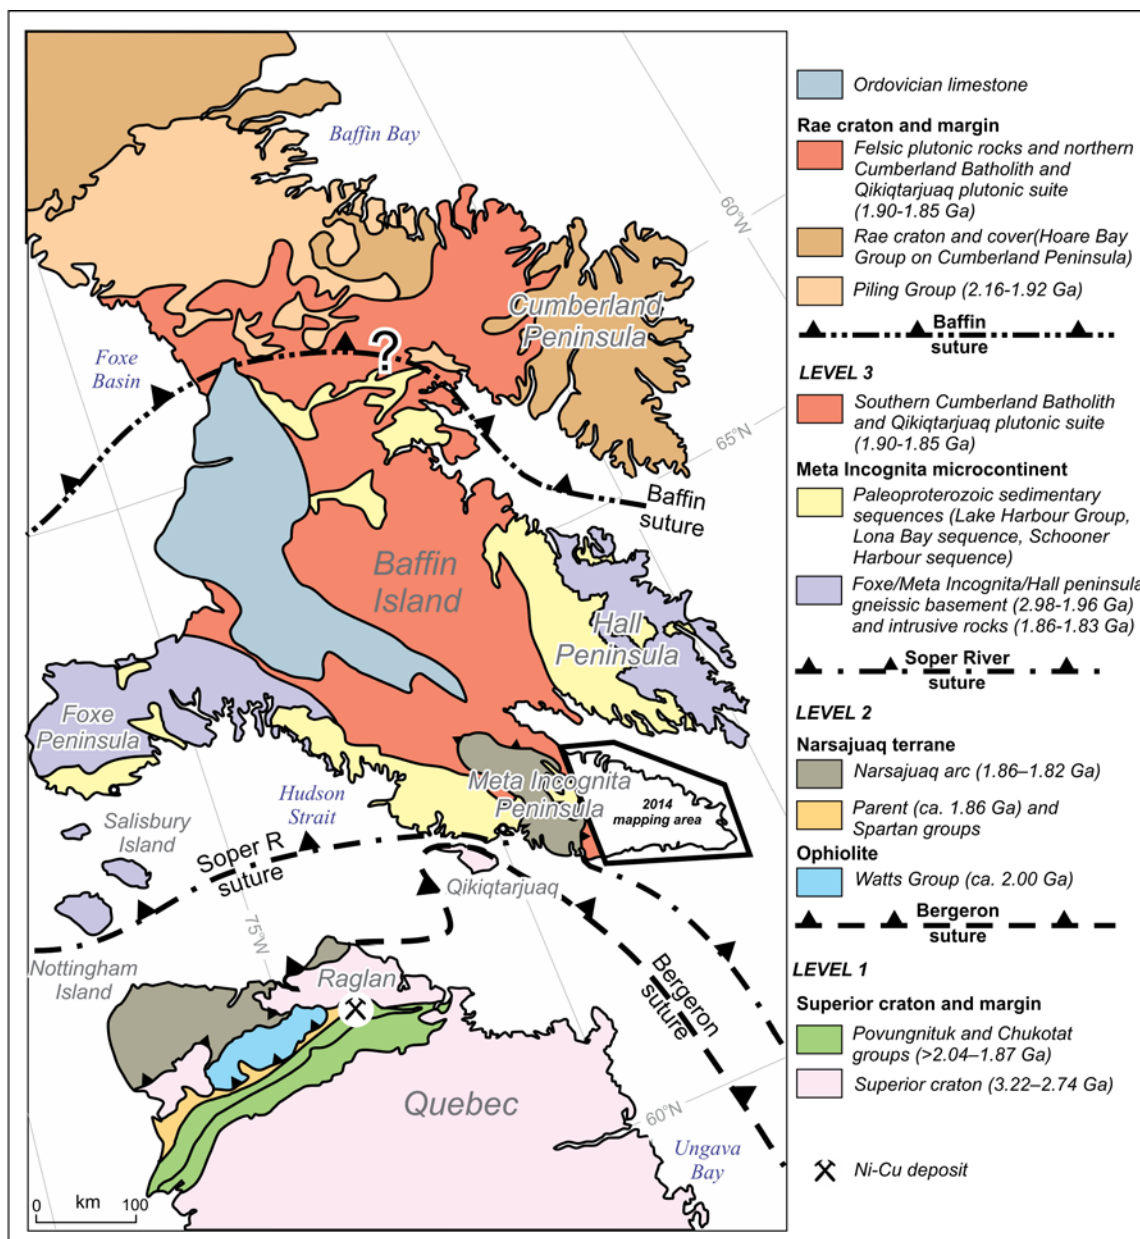 Baffin Bay
60°W
Cumberland
Peninsula
Foxe
Basin
?
65°N
Baffin
suture
Baffin
Island
Hall
Peninsula
Foxe
Peninsula
Meta Incognita
Peninsula
2014
mapping area
Hudson
Strait
Salisbury
Island
Soper R
suture
Qikiqtarjuaq
75°W
Nottingham
Island
Raglan
Bergeron
suture
Quebec
60°N
Ungava
Bay
km
0 100
Ordovician limestone
Rae craton and margin
Felsic plutonic rocks and northern
Cumberland Batholith and
Qikiqtarjuaq plutonic suite
(1.90-1.85 Ga)
Rae craton and cover(Hoare Bay
Group on Cumberland Peninsula)
Piling Group (2.16-1.92 Ga)
Baffin
suture
LEVEL 3
Southern Cumberland Batholith
and Qikiqtarjuaq plutonic suite
(1.90-1.85 Ga)
Meta Incognita microcontinent
Paleoproterozoic sedimentary
sequences (Lake Harbour Group,
Lona Bay sequence, Schooner
Harbour sequence)
Foxe/Meta Incognita/Hall peninsula
gneissic basement (2.98-1.96 Ga)
and intrusive rocks (1.86-1.83 Ga)
Soper River
suture
LEVEL 2
Narsajuaq terrane
Narsajuaq arc (1.86–1.82 Ga)
Parent (ca. 1.86 Ga) and
Spartan groups
Ophiolite
Watts Group (ca. 2.00 Ga)
Bergeron
suture
LEVEL 1
Superior craton and margin
Povungnituk and Chukotat
groups (>2.04–1.87 Ga)
Superior craton (3.22–2.74 Ga)
Ni-Cu deposit